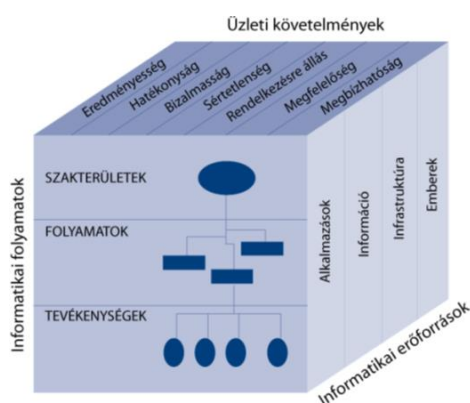 Üzleti követelmények
Eredményesség
Hatékonyság
Bizalmasság
Sértetlenség
Rendelkezésre állás
Megfelelőség
Megbízhatóság
Informatikai folyamatok
SZAKTERÜLETEK
FOLYAMATOK
TEVÉKENYSÉGEK
Alkalmazások
Információ
Infrastruktúra
Emberek
Informatikai erőforrások